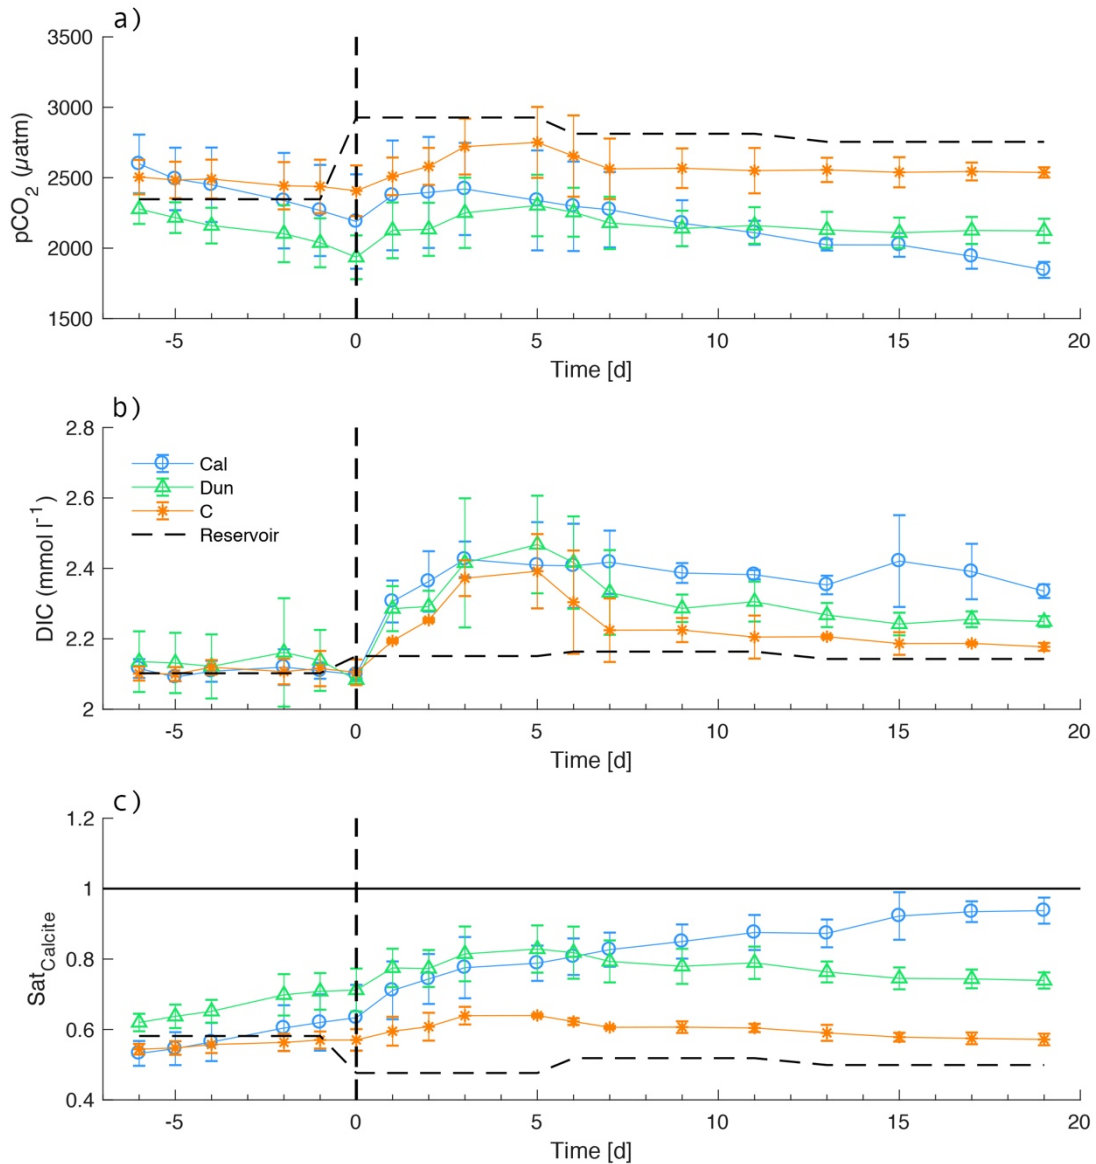 a)
3500
3000
2500
2000
1500
pCO2 (μatm)
-5 0 5 10 15 20
Time [d]
b)
2.8
2.6
2.4
2.2
2
DIC (mmol l-1)
Cal
Dun
C
Reservoir
-5 0 5 10 15 20
Time [d]
c)
1.2
1
0.8
0.6
0.4
SatCalcite
-5 0 5 10 15 20
Time [d]